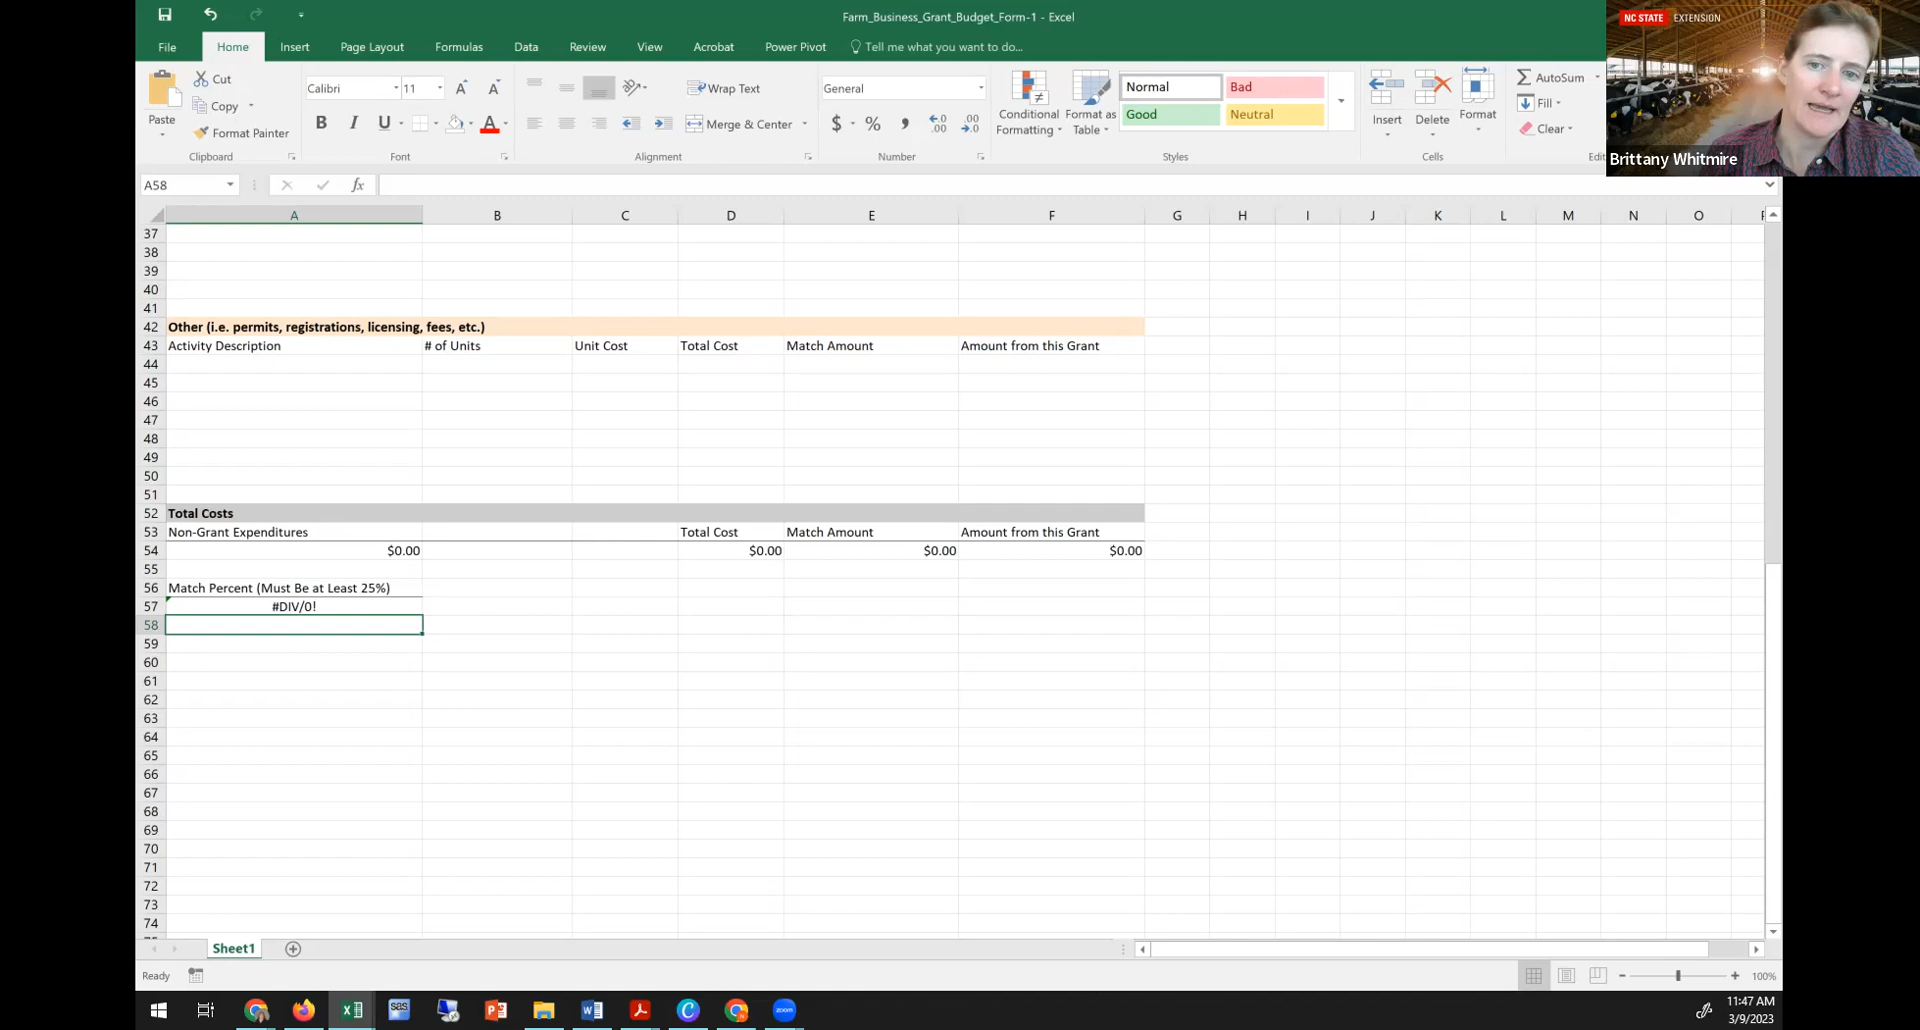 Farm_Business_Grant_Budget_Form-1 - Excel
NC STATE EXTENSION
File Home Insert Page Layout Formulas Data Review View Acrobat Power Pivot Tell me what you want to do...
Paste
Cut
Copy
Format Painter
Clipboard
Calibri 11
B I U
Font
Wrap Text
Merge & Center
Alignment
General
$ % ,
Number
Conditional Formatting
Format as Table
Normal Bad
Good Neutral
Styles
Insert Delete Format
Cells
AutoSum
Fill
Clear
Brittany Whitmire
A58 fx
A B C D E F G H I J K L M N O
37
38
39
40
41
42 Other (i.e. permits, registrations, licensing, fees, etc.)
43 Activity Description # of Units Unit Cost Total Cost Match Amount Amount from this Grant
44
45
46
47
48
49
50
51
52 Total Costs
53 Non-Grant Expenditures Total Cost Match Amount Amount from this Grant
54 $0.00 $0.00 $0.00 $0.00
55
56 Match Percent (Must Be at Least 25%)
57 #DIV/0!
58
59
60
61
62
63
64
65
66
67
68
69
70
71
72
73
74
Sheet1
Ready 100%
11:47 AM
3/9/2023